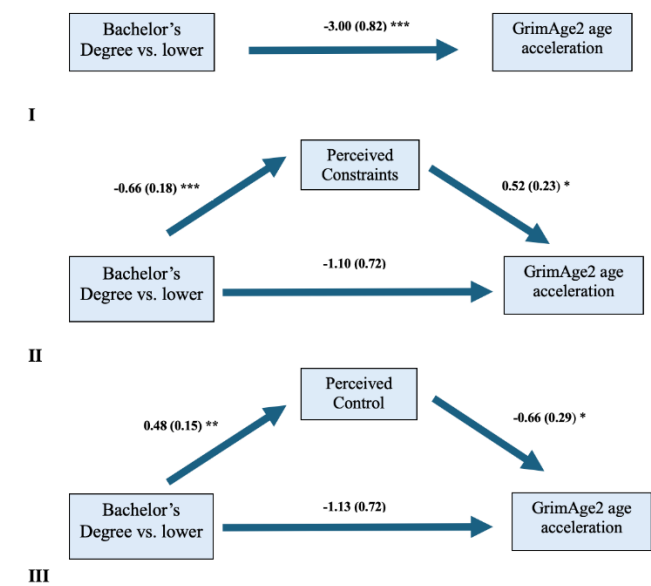 Bachelor's
Degree vs. lower
-3.00 (0.82) ***
GrimAge2 age
acceleration
I
Perceived
Constraints
-0.66 (0.18) ***
0.52 (0.23) *
Bachelor's
Degree vs. lower
-1.10 (0.72)
GrimAge2 age
acceleration
II
Perceived
Control
0.48 (0.15) **
-0.66 (0.29) *
Bachelor's
Degree vs. lower
-1.13 (0.72)
GrimAge2 age
acceleration
III